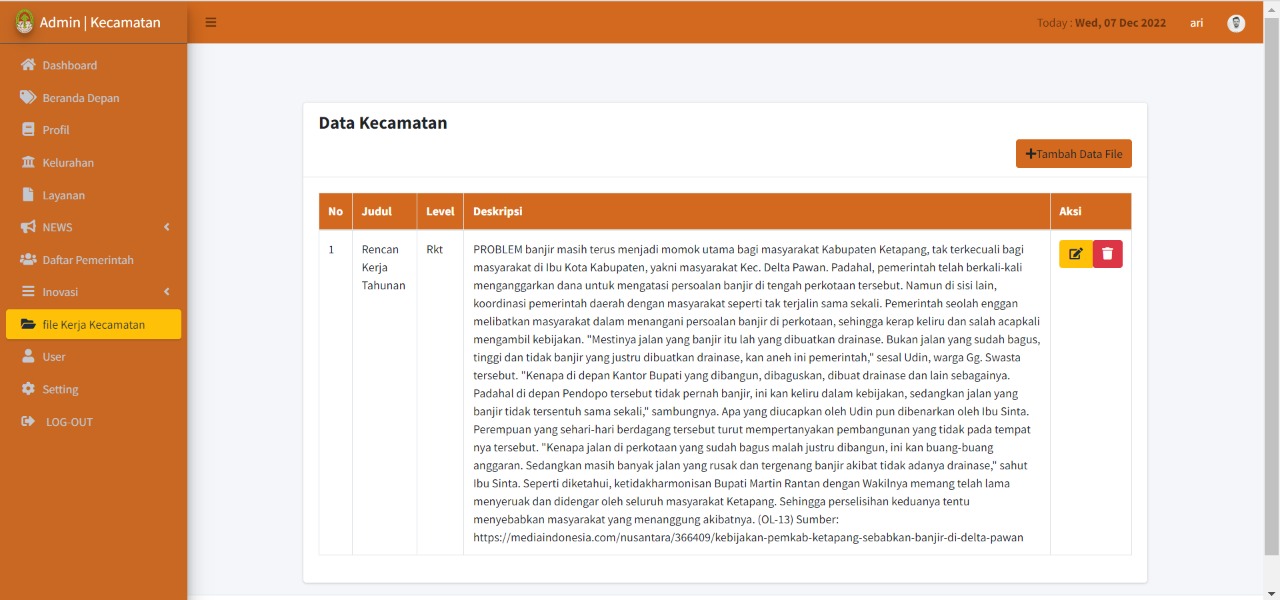 Admin | Kecamatan
Today : Wed, 07 Dec 2022
ari
Dashboard
Beranda Depan
Profil
Kelurahan
Layanan
NEWS
Daftar Pemerintah
Inovasi
file Kerja Kecamatan
User
Setting
LOG-OUT
Data Kecamatan
Tambah Data File
No Judul Level Deskripsi Aksi
1
Rencan
Kerja
Tahunan
Rkt
PROBLEM banjir masih terus menjadi momok utama bagi masyarakat Kabupaten Ketapang, tak terkecuali bagi
masyarakat di Ibu Kota Kabupaten, yakni masyarakat Kec. Delta Pawan. Padahal, pemerintah telah berkali-kali
menganggarkan dana untuk mengatasi persoalan banjir di tengah perkotaan tersebut. Namun di sisi lain,
koordinasi pemerintah daerah dengan masyarakat seperti tak terjalin sama sekali. Pemerintah seolah enggan
melibatkan masyarakat dalam menangani persoalan banjir di perkotaan, sehingga kerap keliru dan salah acapkali
mengambil kebijakan. "Mestinya jalan yang banjir itu lah yang dibuatkan drainase. Bukan jalan yang sudah bagus,
tinggi dan tidak banjir yang justru dibuatkan drainase, kan aneh ini pemerintah," sesal Udin, warga Gg. Swasta
tersebut. "Kenapa di depan Kantor Bupati yang dibangun, dibaguskan, dibuat drainase dan lain sebagainya.
Padahal di depan Pendopo tersebut tidak pernah banjir, ini kan keliru dalam kebijakan, sedangkan jalan yang
banjir tidak tersentuh sama sekali," sambungnya. Apa yang diucapkan oleh Udin pun dibenarkan oleh Ibu Sinta.
Perempuan yang sehari-hari berdagang tersebut turut mempertanyakan pembangunan yang tidak pada tempat
nya tersebut. "Kenapa jalan di perkotaan yang sudah bagus malah justru dibangun, ini kan buang-buang
anggaran. Sedangkan masih banyak jalan yang rusak dan tergenang banjir akibat tidak adanya drainase," sahut
Ibu Sinta. Seperti diketahui, ketidakharmonisan Bupati Martin Rantan dengan Wakilnya memang telah lama
menyeruak dan didengar oleh seluruh masyarakat Ketapang. Sehingga perselisihan keduanya tentu
menyebabkan masyarakat yang menanggung akibatnya. (OL-13) Sumber:
https://mediaindonesia.com/nusantara/366409/kebijakan-pemkab-ketapang-sebabkan-banjir-di-delta-pawan